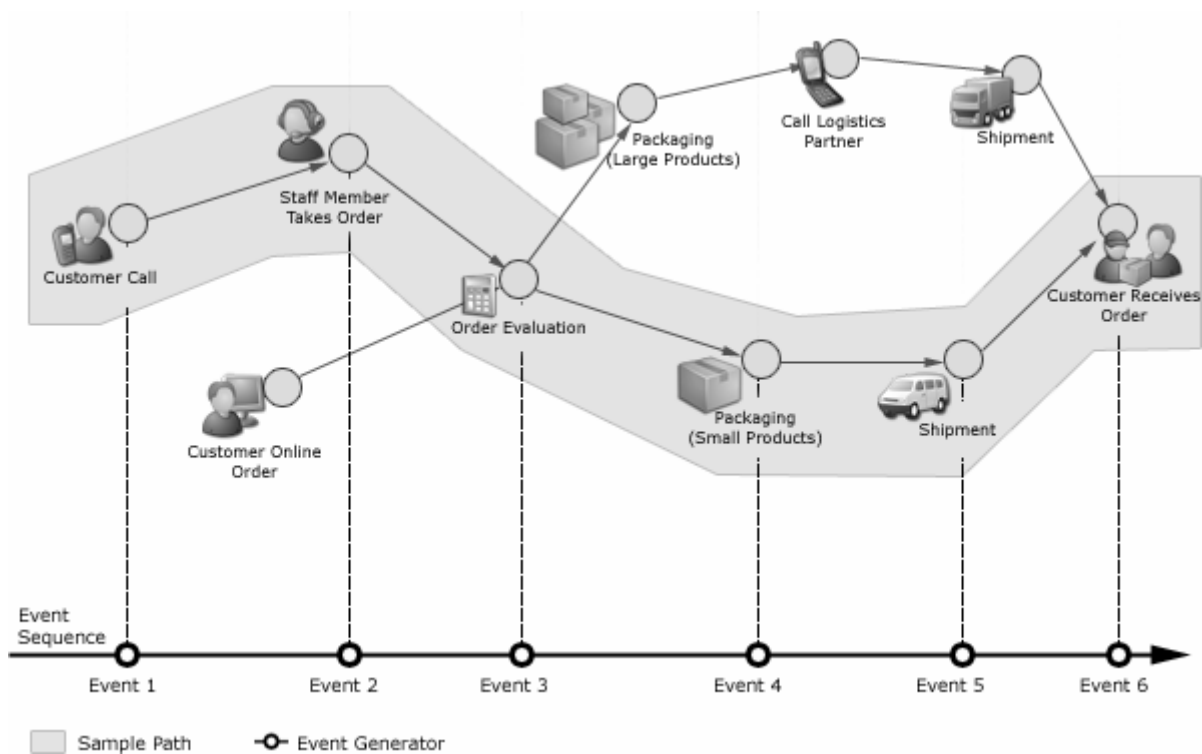 Call Logistics
Partner
Packaging
(Large Products)
Shipment
Staff Member
Takes Order
Customer Call
Customer Receives
Order
Order Evaluation
Packaging
(Small Products)
Shipment
Customer Online
Order
Event
Sequence
Event 1
Event 2
Event 3
Event 4
Event 5
Event 6
Sample Path
Event Generator